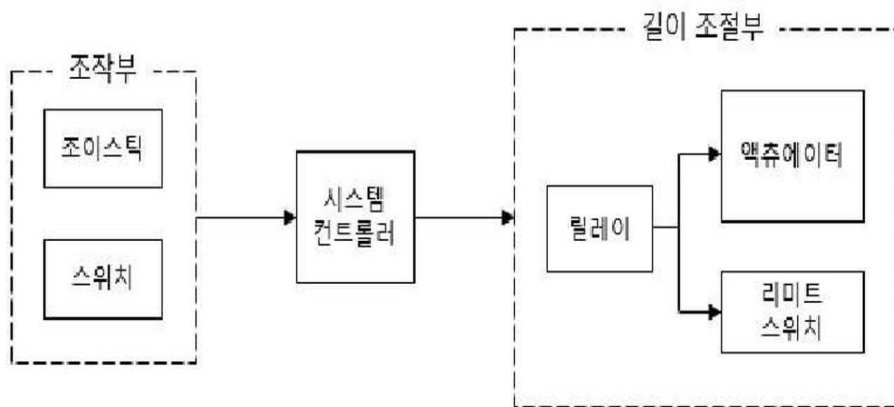 길이 조절부
조작부
조이스틱
스위치
시스템
컨트롤러
릴레이
액츄에이터
리미트
스위치